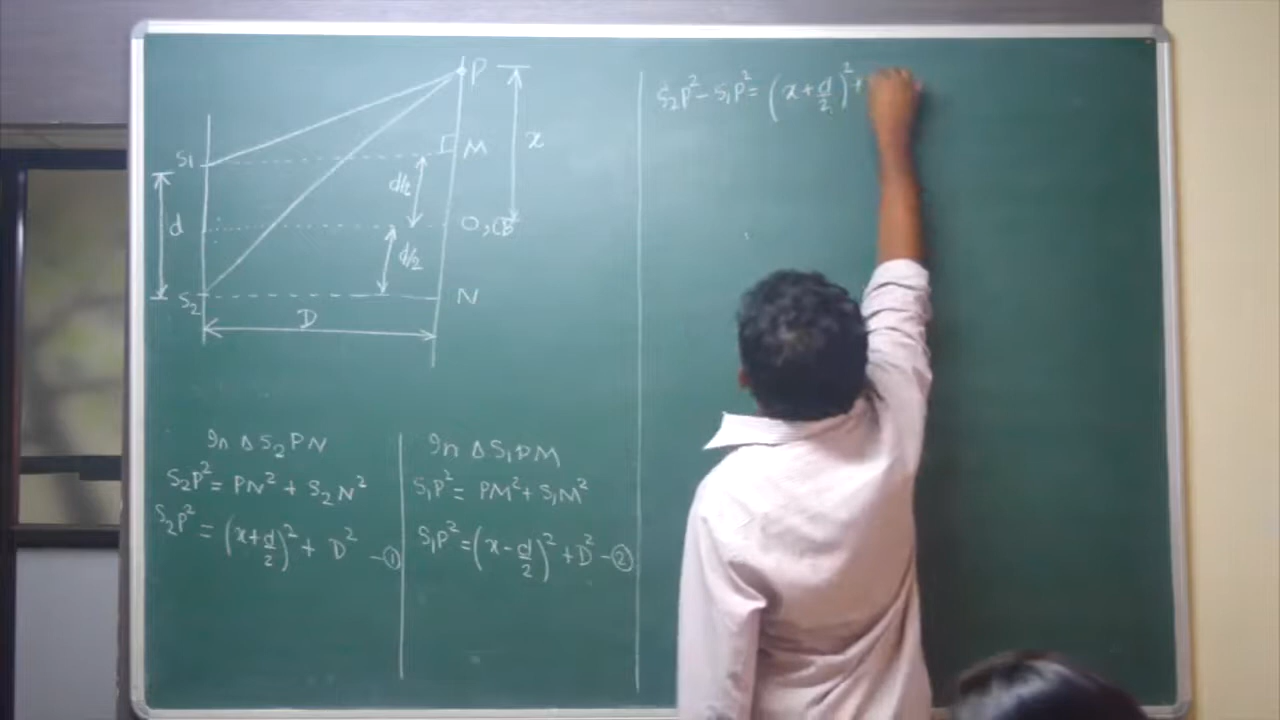 P
S₁
M
x
d/2
d
O, CB
d/2
S₂
N
D
In Δ S₂PN
S₂P² = PN² + S₂N²
S₂P² = (x+d/2)² + D² —①
In Δ S₁PM
S₁P² = PM² + S₁M²
S₁P² = (x-d/2)² + D² —②
S₂P² - S₁P² = (x+d/2)² +